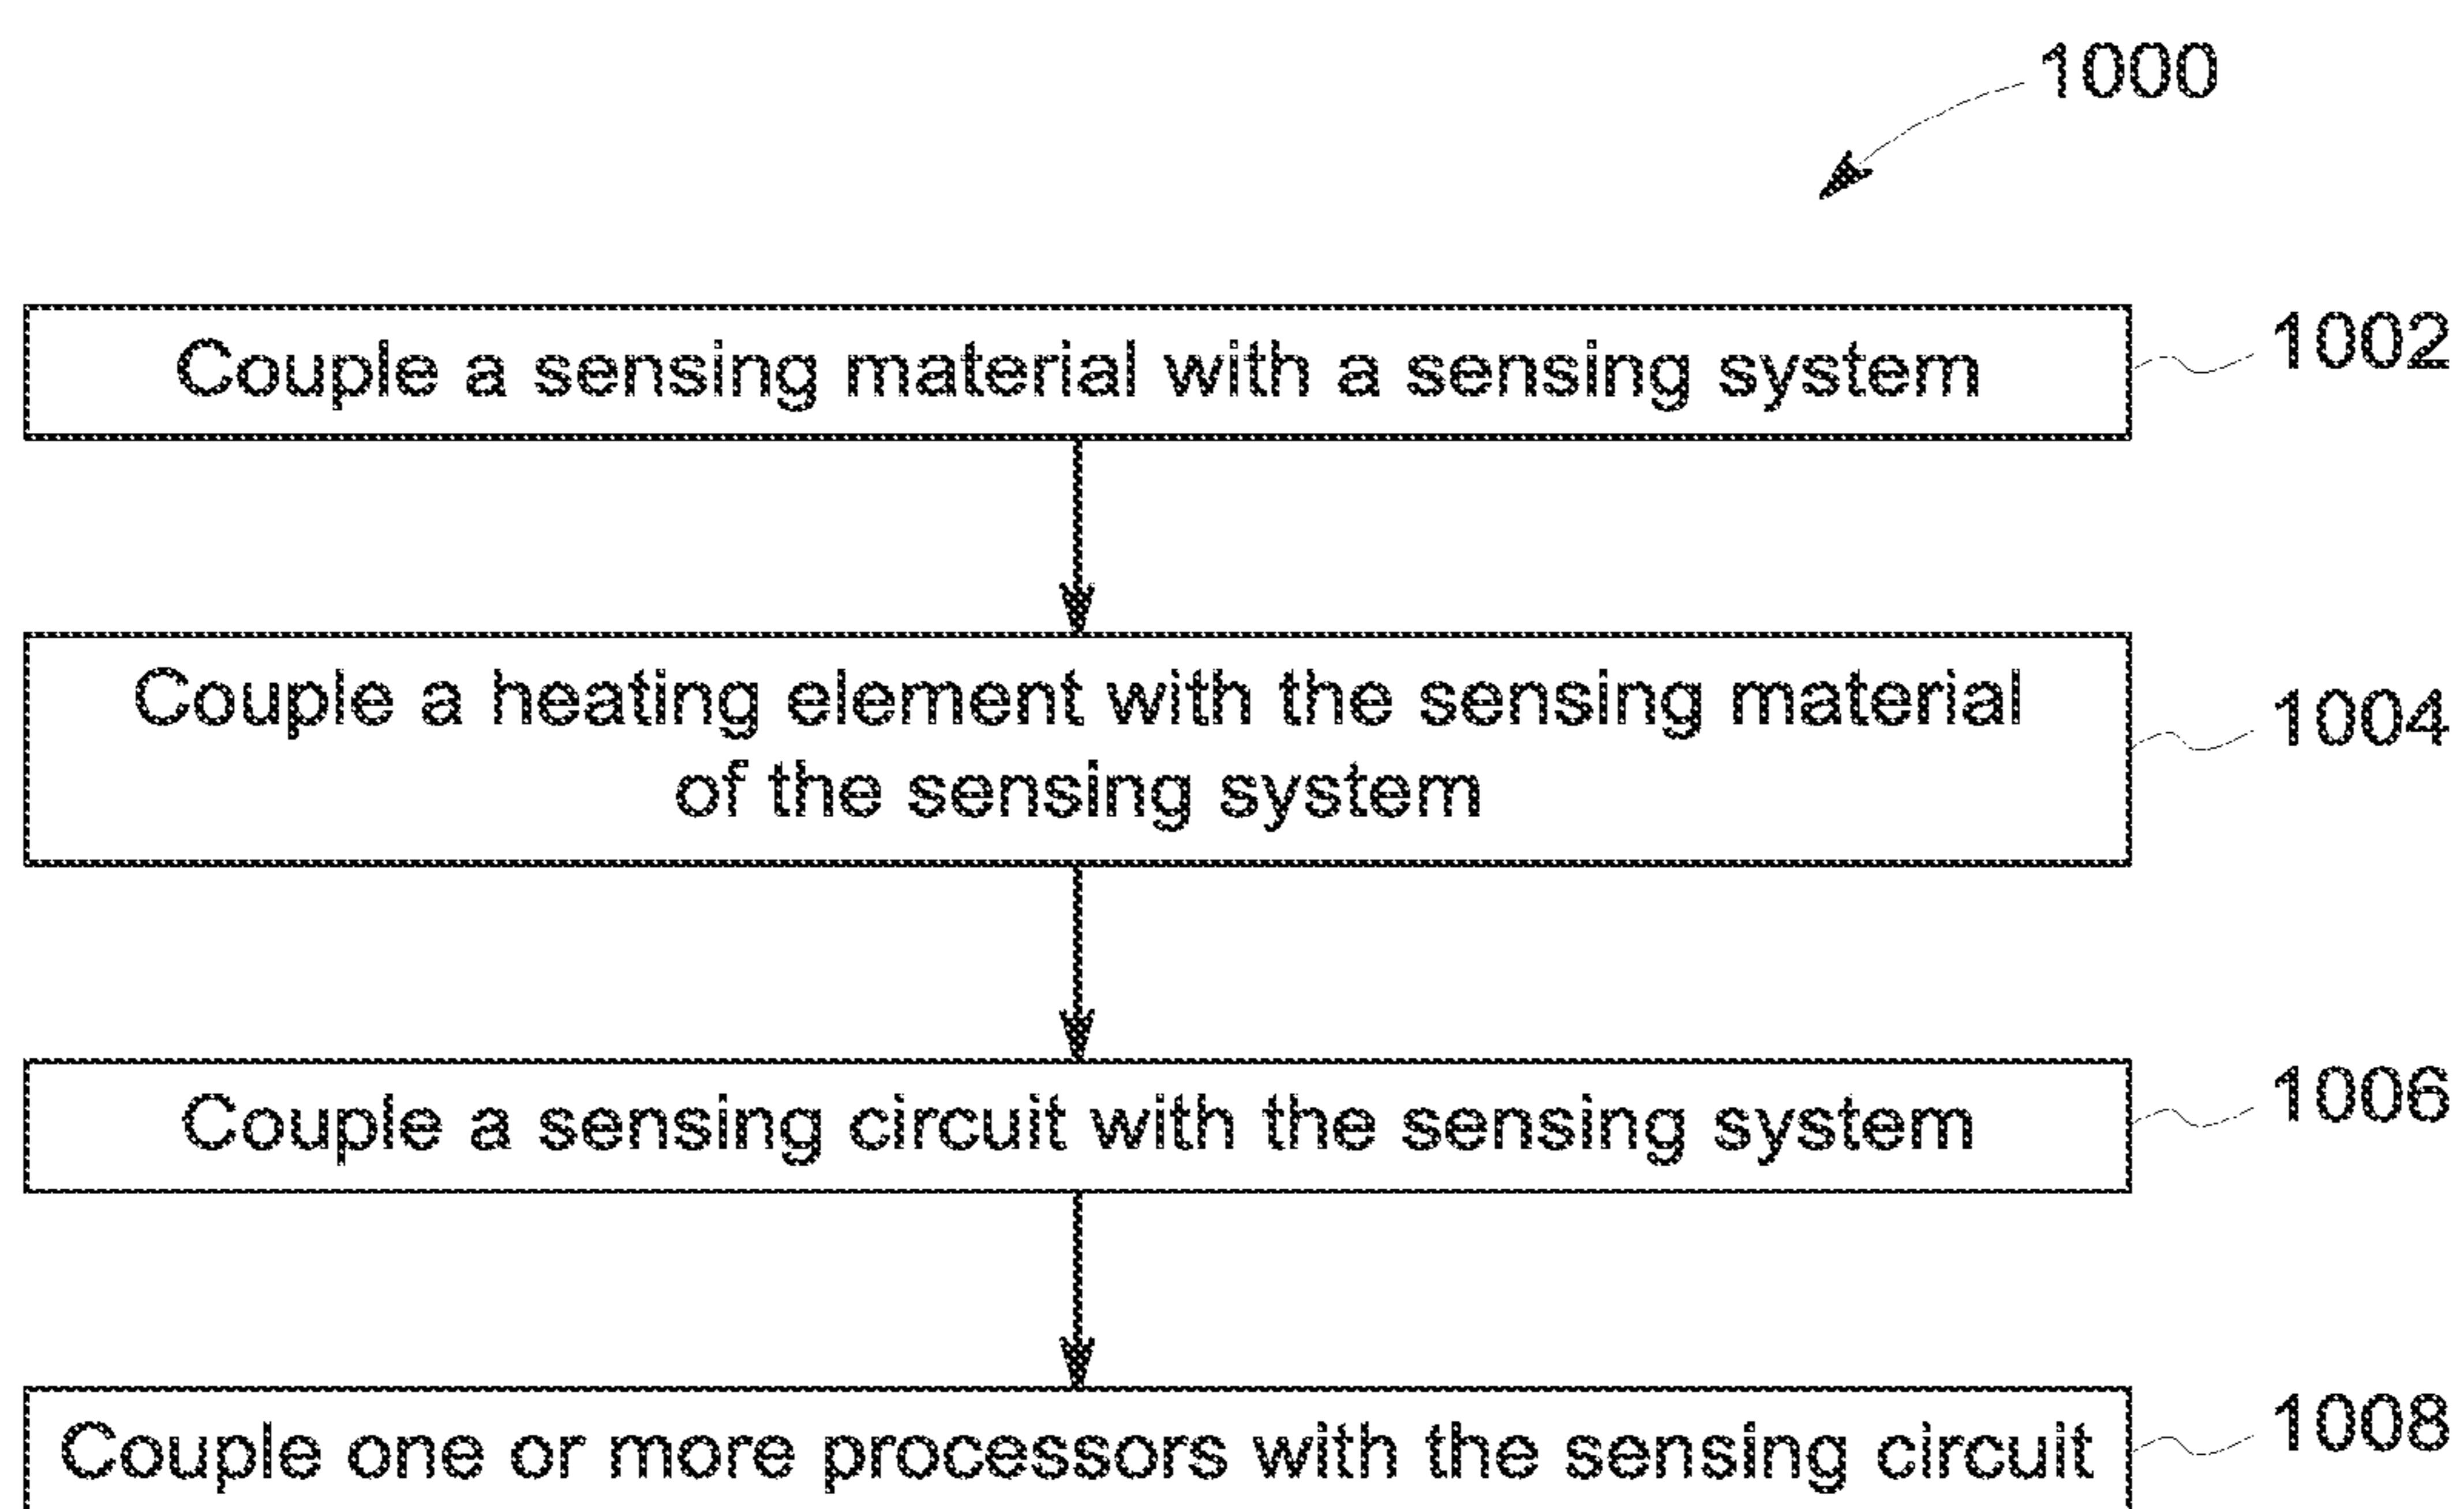 1000
Couple a sensing material with a sensing system
1002
Couple a heating element with the sensing material
of the sensing system
1004
Couple a sensing circuit with the sensing system
1006
Couple one or more processors with the sensing circuit
1008